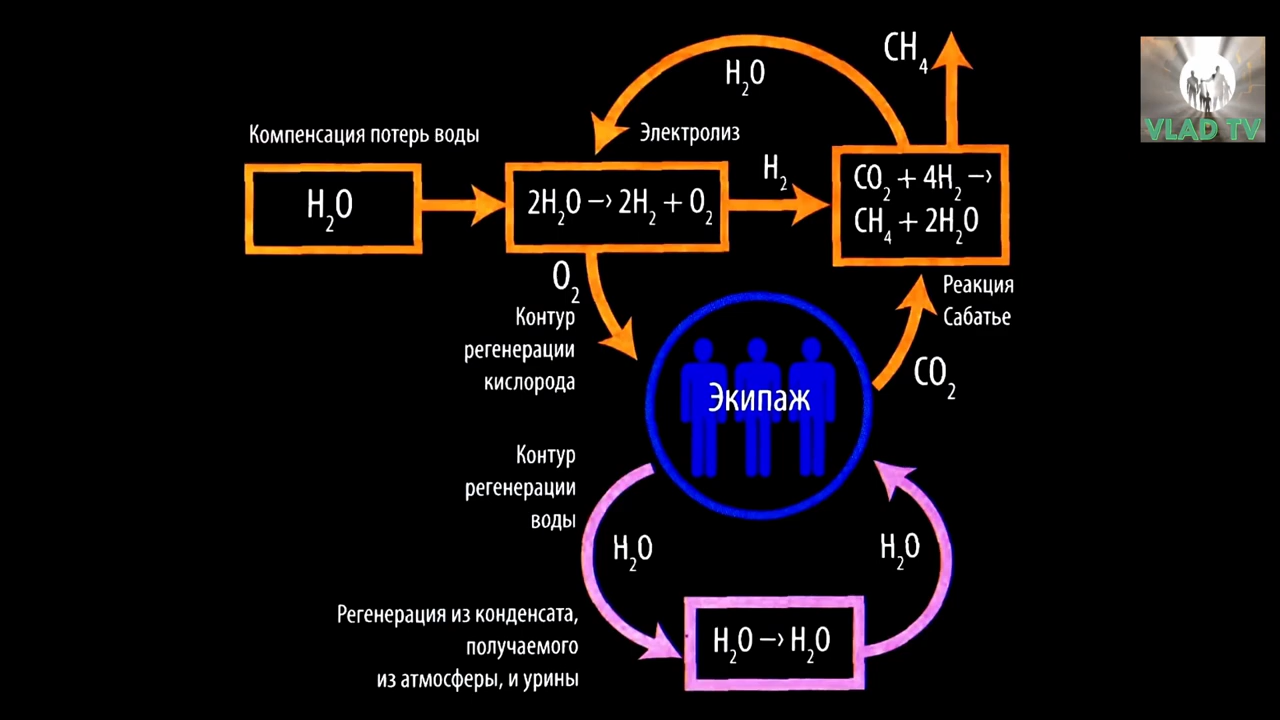 CH₄
H₂O
VLAD TV
Компенсация потерь воды
Электролиз
H₂O
2H₂O → 2H₂ + O₂
H₂
CO₂ + 4H₂ →
CH₄ + 2H₂O
O₂
Контур
регенерации
кислорода
Реакция
Сабатье
CO₂
Экипаж
Контур
регенерации
воды
H₂O
H₂O
Регенерация из конденсата,
получаемого
из атмосферы, и урины
H₂O → H₂O